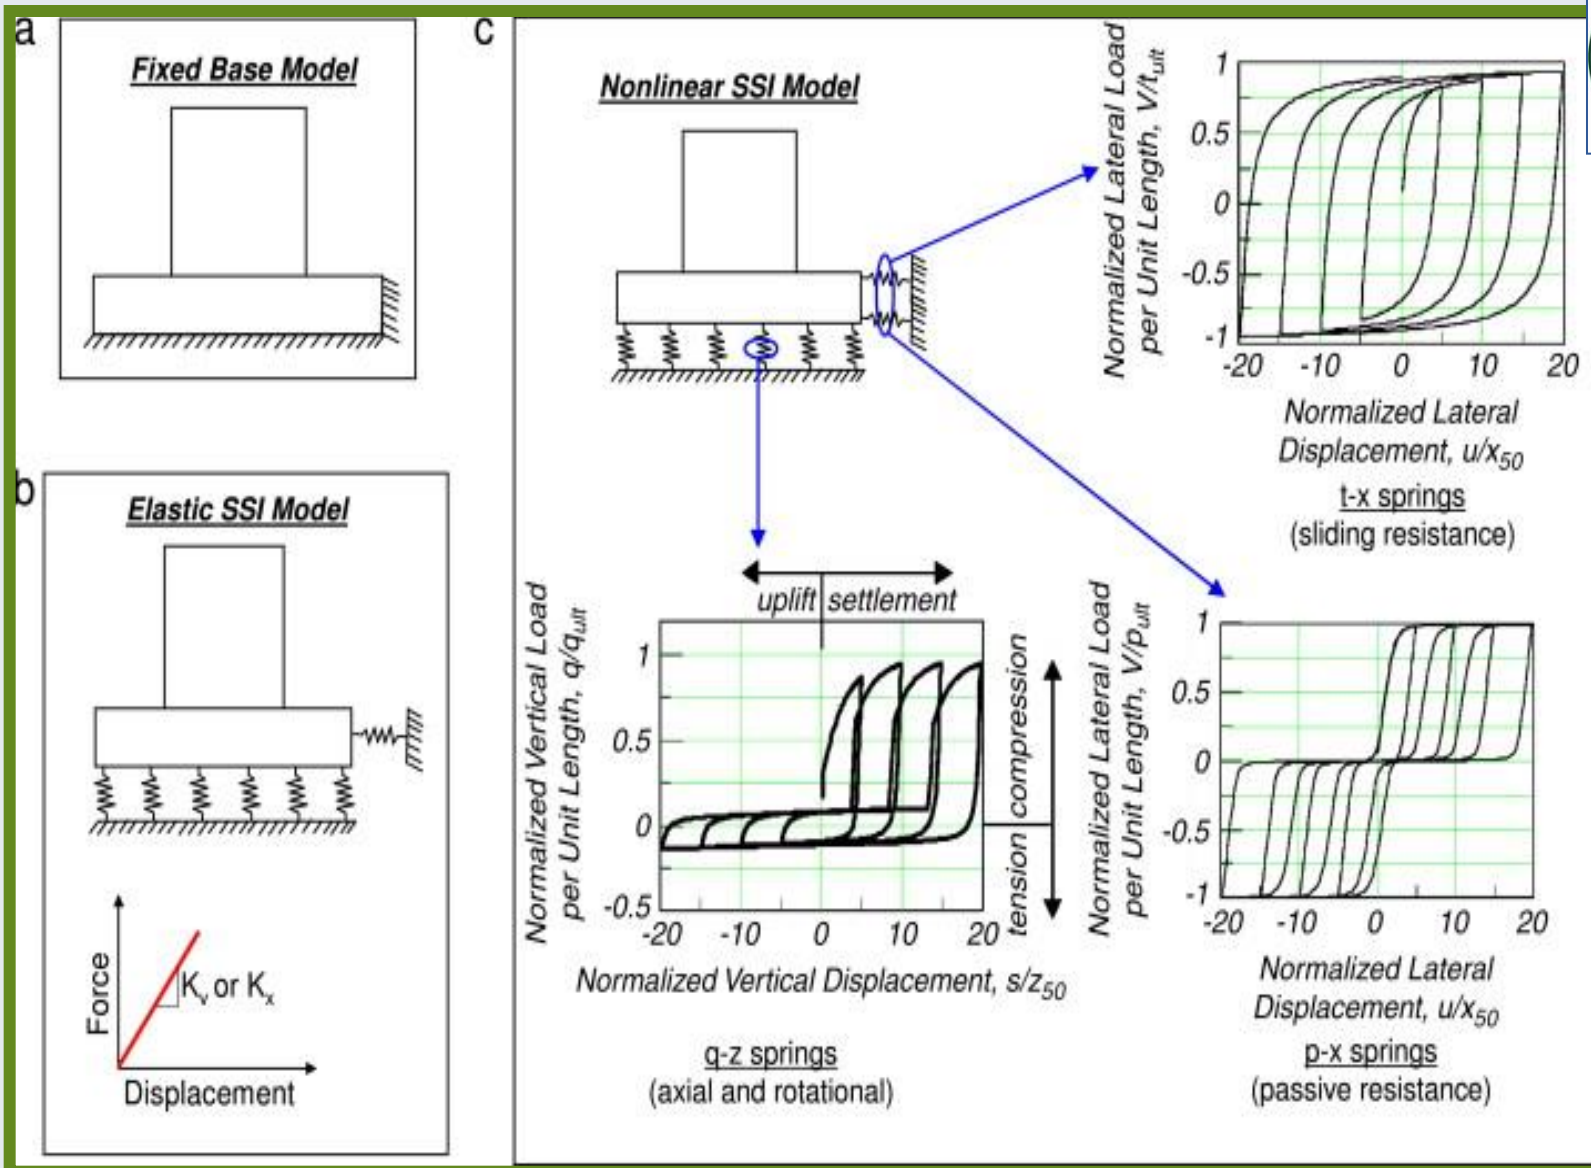 a
Fixed Base Model
b
Elastic SSI Model
Force
K_v or K_x
Displacement
c
Nonlinear SSI Model
Normalized Lateral Load
per Unit Length, V/t_ult
1
0.5
0
-0.5
-1
-20 -10 0 10 20
Normalized Lateral
Displacement, u/x_50
t-x springs
(sliding resistance)
uplift settlement
Normalized Vertical Load
per Unit Length, q/q_ult
1
0.5
0
-0.5
-20 -10 0 10 20
tension compression
Normalized Vertical Displacement, s/z_50
q-z springs
(axial and rotational)
Normalized Lateral Load
per Unit Length, V/p_ult
1
0.5
0
-0.5
-1
-20 -10 0 10 20
Normalized Lateral
Displacement, u/x_50
p-x springs
(passive resistance)